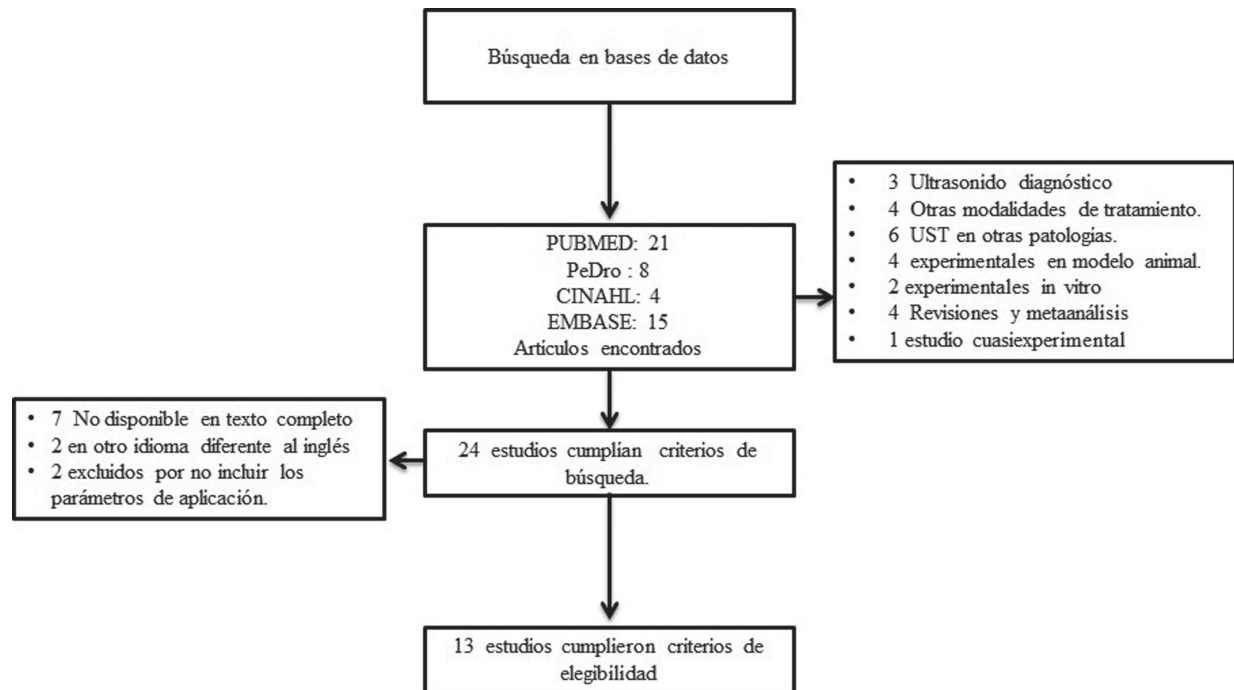 Búsqueda en bases de datos
PUBMED: 21
PeDro : 8
CINAHL: 4
EMBASE: 15
Artículos encontrados
• 3 Ultrasonido diagnóstico
• 4 Otras modalidades de tratamiento.
• 6 UST en otras patologías.
• 4 experimentales en modelo animal.
• 2 experimentales in vitro
• 4 Revisiones y metaanálisis
• 1 estudio cuasiexperimental
• 7 No disponible en texto completo
• 2 en otro idioma diferente al inglés
• 2 excluidos por no incluir los
parámetros de aplicación.
24 estudios cumplían criterios de
búsqueda.
13 estudios cumplieron criterios de
elegibilidad